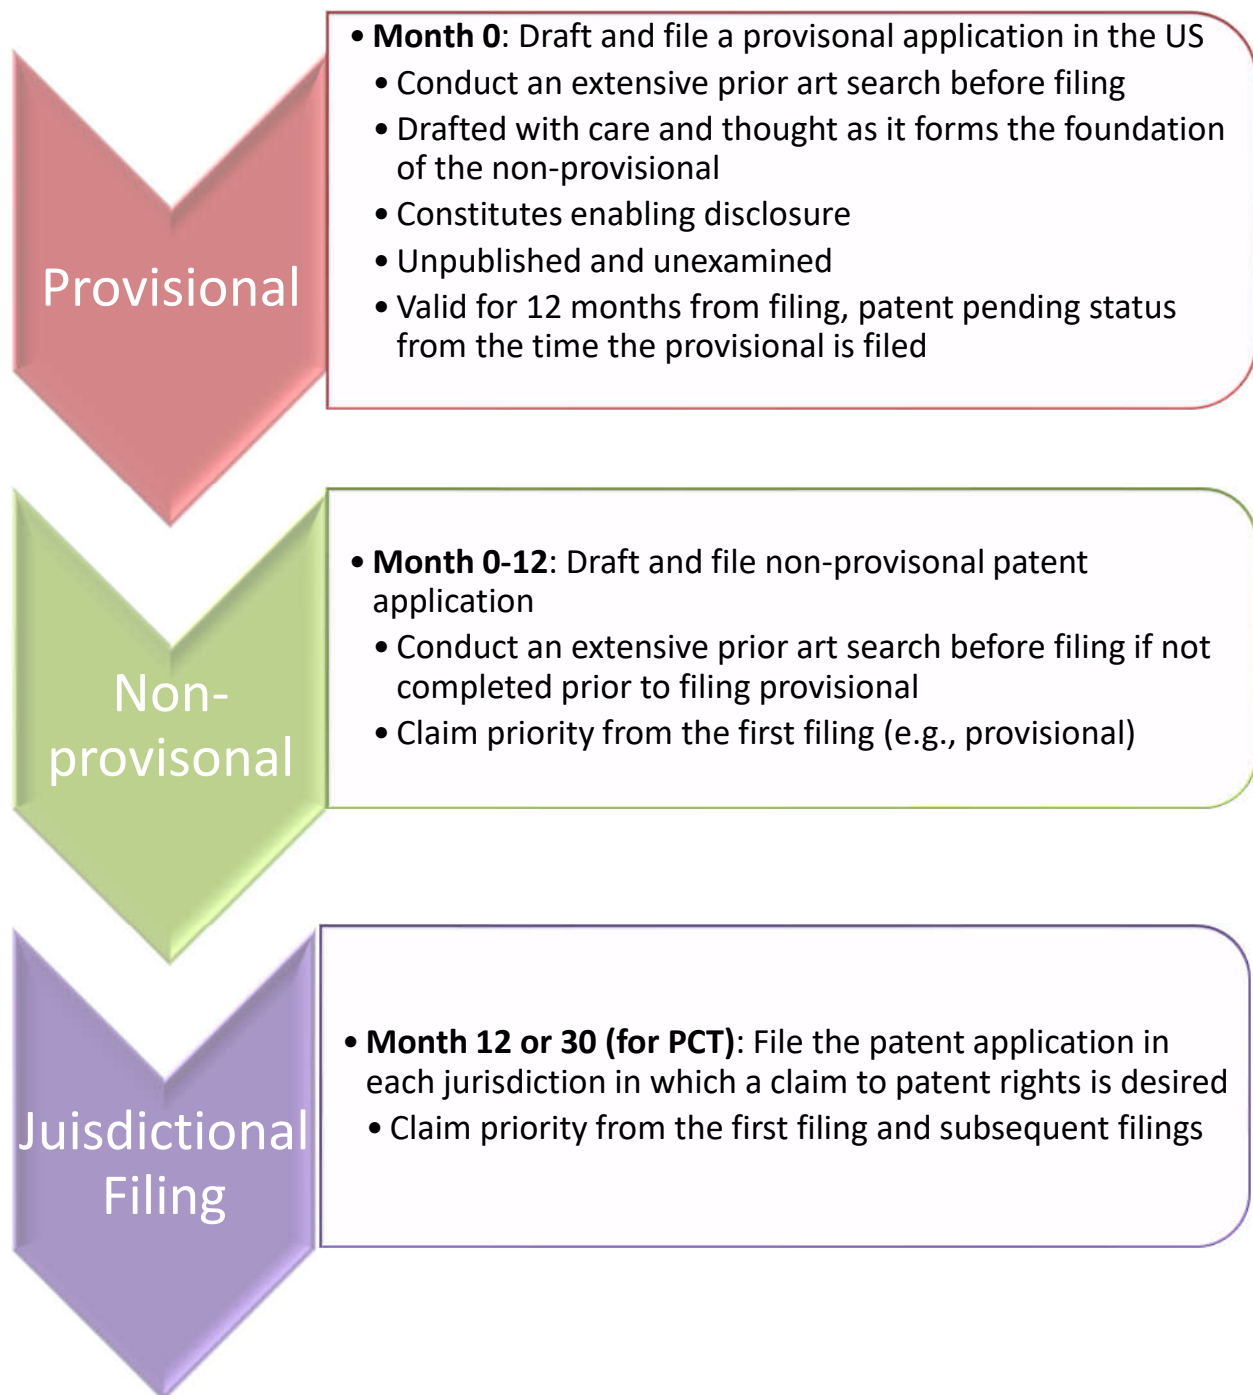 Provisional
• Month 0: Draft and file a provisonal application in the US
• Conduct an extensive prior art search before filing
• Drafted with care and thought as it forms the foundation
of the non-provisional
• Constitutes enabling disclosure
• Unpublished and unexamined
• Valid for 12 months from filing, patent pending status
from the time the provisional is filed
Non-
provisonal
• Month 0-12: Draft and file non-provisonal patent
application
• Conduct an extensive prior art search before filing if not
completed prior to filing provisional
• Claim priority from the first filing (e.g., provisional)
Juisdictional
Filing
• Month 12 or 30 (for PCT): File the patent application in
each jurisdiction in which a claim to patent rights is desired
• Claim priority from the first filing and subsequent filings